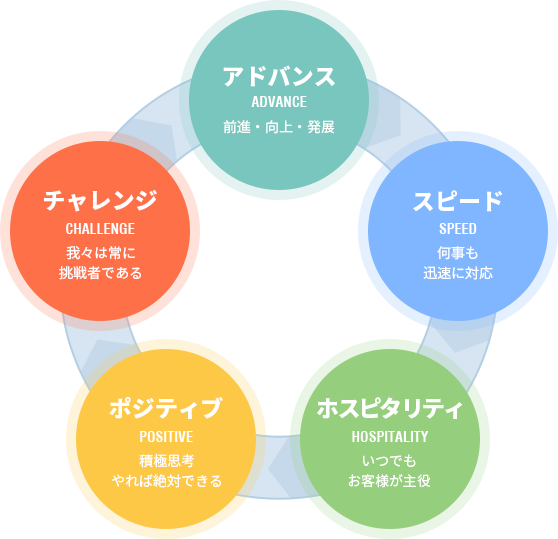 アドバンス
ADVANCE
前進・向上・発展
スピード
SPEED
何事も
迅速に対応
ホスピタリティ
HOSPITALITY
いつでも
お客様が主役
ポジティブ
POSITIVE
積極思考
やれば絶対できる
チャレンジ
CHALLENGE
我々は常に
挑戦者である